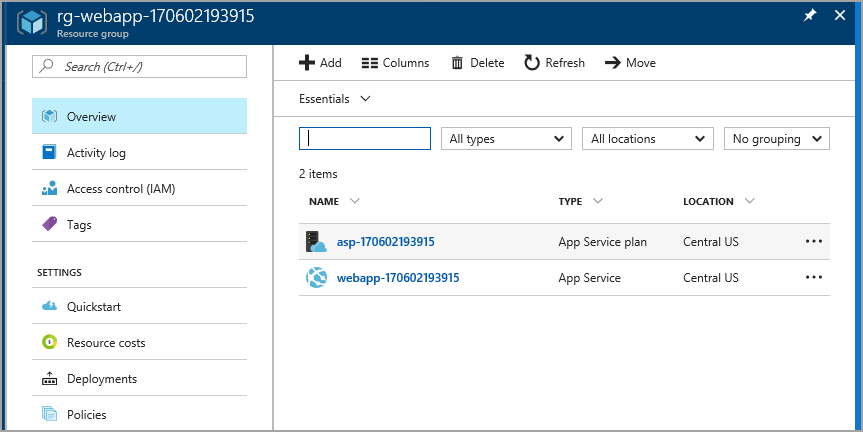 rg-webapp-170602193915
Resource group
Search (Ctrl+/)
Overview
Activity log
Access control (IAM)
Tags
SETTINGS
Quickstart
Resource costs
Deployments
Policies
Add Columns Delete Refresh Move
Essentials
All types All locations No grouping
2 items
NAME TYPE LOCATION
asp-170602193915 App Service plan Central US
webapp-170602193915 App Service Central US